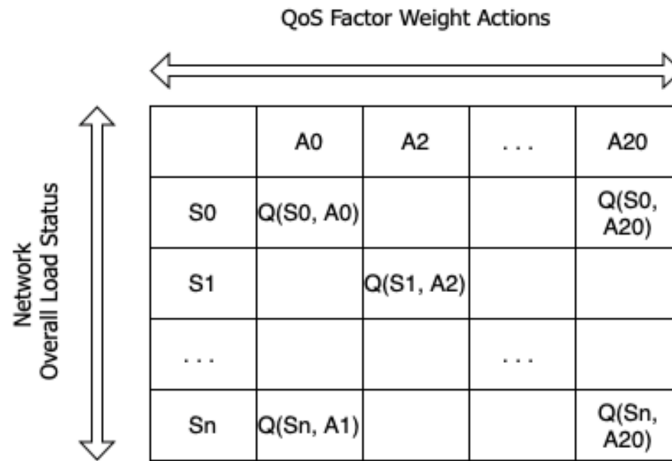 QoS Factor Weight Actions
Network
Overall Load Status
A0 A2 . . . A20
S0 Q(S0, A0) Q(S0,
A20)
S1 Q(S1, A2)
. . . . . .
Sn Q(Sn, A1) Q(Sn,
A20)